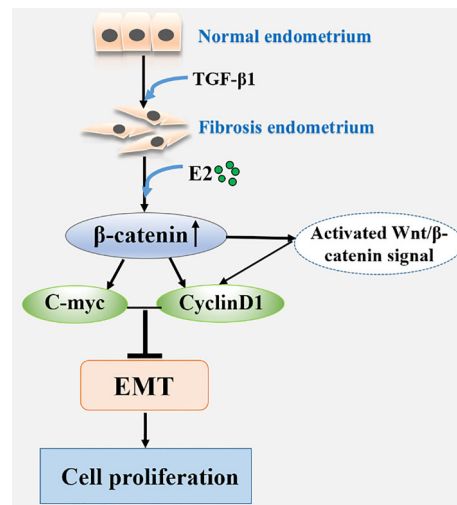 Normal endometrium
TGF-β1
Fibrosis endometrium
E2
β-catenin↑
Activated Wnt/β-
catenin signal
C-myc
CyclinD1
EMT
Cell proliferation